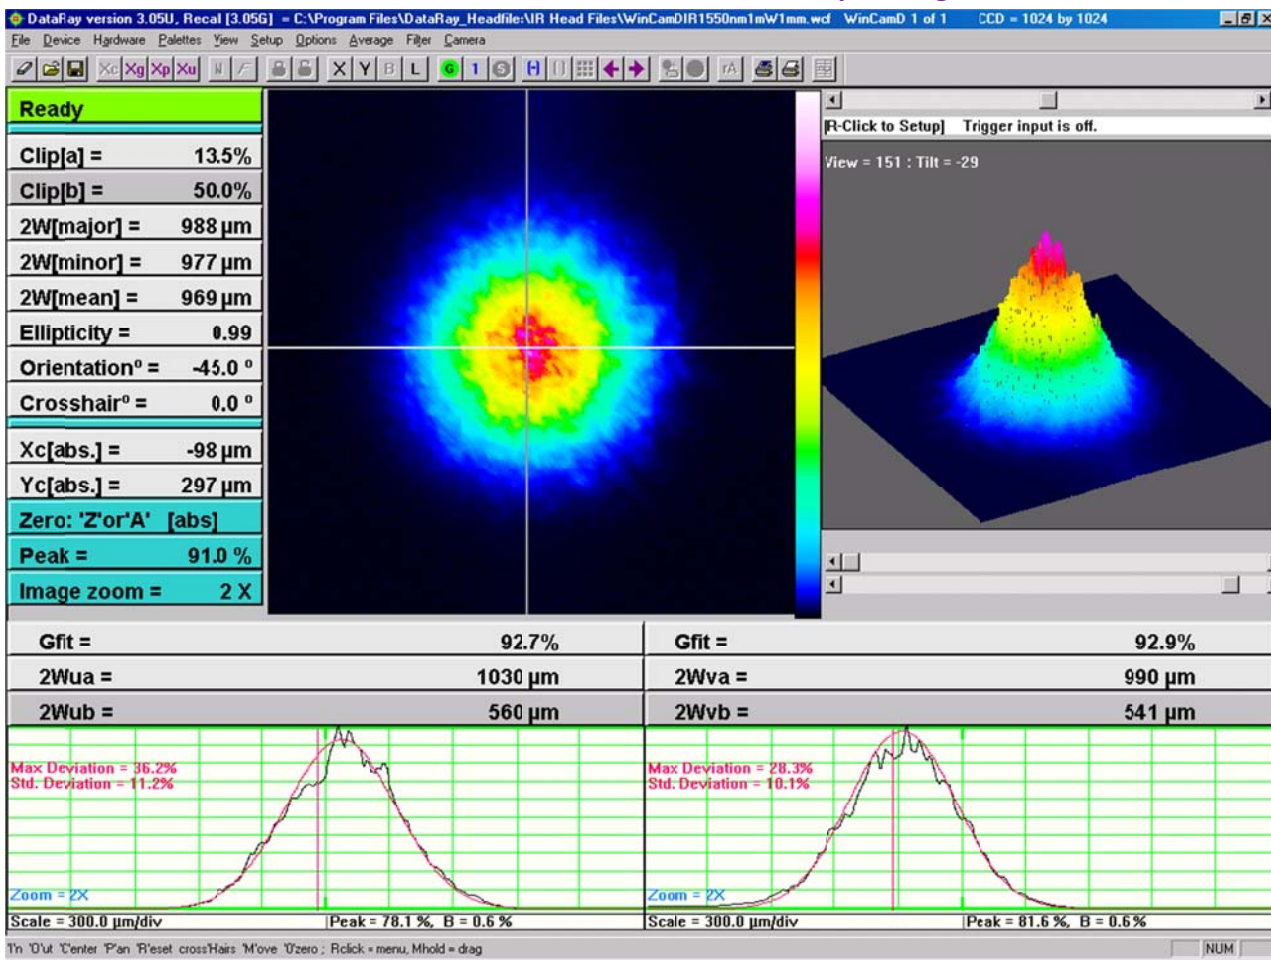 DataRay version 3.05U, Recal [3.05G] = C:\Program Files\DataRay_Headfile:\IR Head Files\WinCamDIR1550nm1mW1mm.wcf WinCamD 1 of 1 CCD = 1024 by 1024
File Device Hardware Palettes View Setup Options Average Filter Camera
Xc Xg Xp Xu N F X Y B L G 1 S rA
Ready
[R-Click to Setup] Trigger input is off.
Clip[a] = 13.5%
View = 151 : Tilt = -29
Clip[b] = 50.0%
2W[major] = 988 µm
2W[minor] = 977 µm
2W[mean] = 969 µm
Ellipticity = 0.99
Orientationº = -45.0 º
Crosshairº = 0.0 º
Xc[abs.] = -98 µm
Yc[abs.] = 297 µm
Zero: 'Z'or'A' [abs]
Peak = 91.0 %
Image zoom = 2 X
Gfit = 92.7%
Gfit = 92.9%
2Wua = 1030 µm
2Wva = 990 µm
2Wub = 560 µm
2Wvb = 541 µm
Max Deviation = 36.2%
Std. Deviation = 11.2%
Zoom = 2X
Scale = 300.0 µm/div Peak = 78.1 %, B = 0.6 %
Max Deviation = 28.3%
Std. Deviation = 10.1%
Zoom = 2X
Scale = 300.0 µm/div Peak = 81.6 %, B = 0.6 %
'I'n 'O'ut 'C'enter 'P'an 'R'eset cross'H'airs 'M'ove '0'zero ; Rclick = menu, Mhold = drag NUM